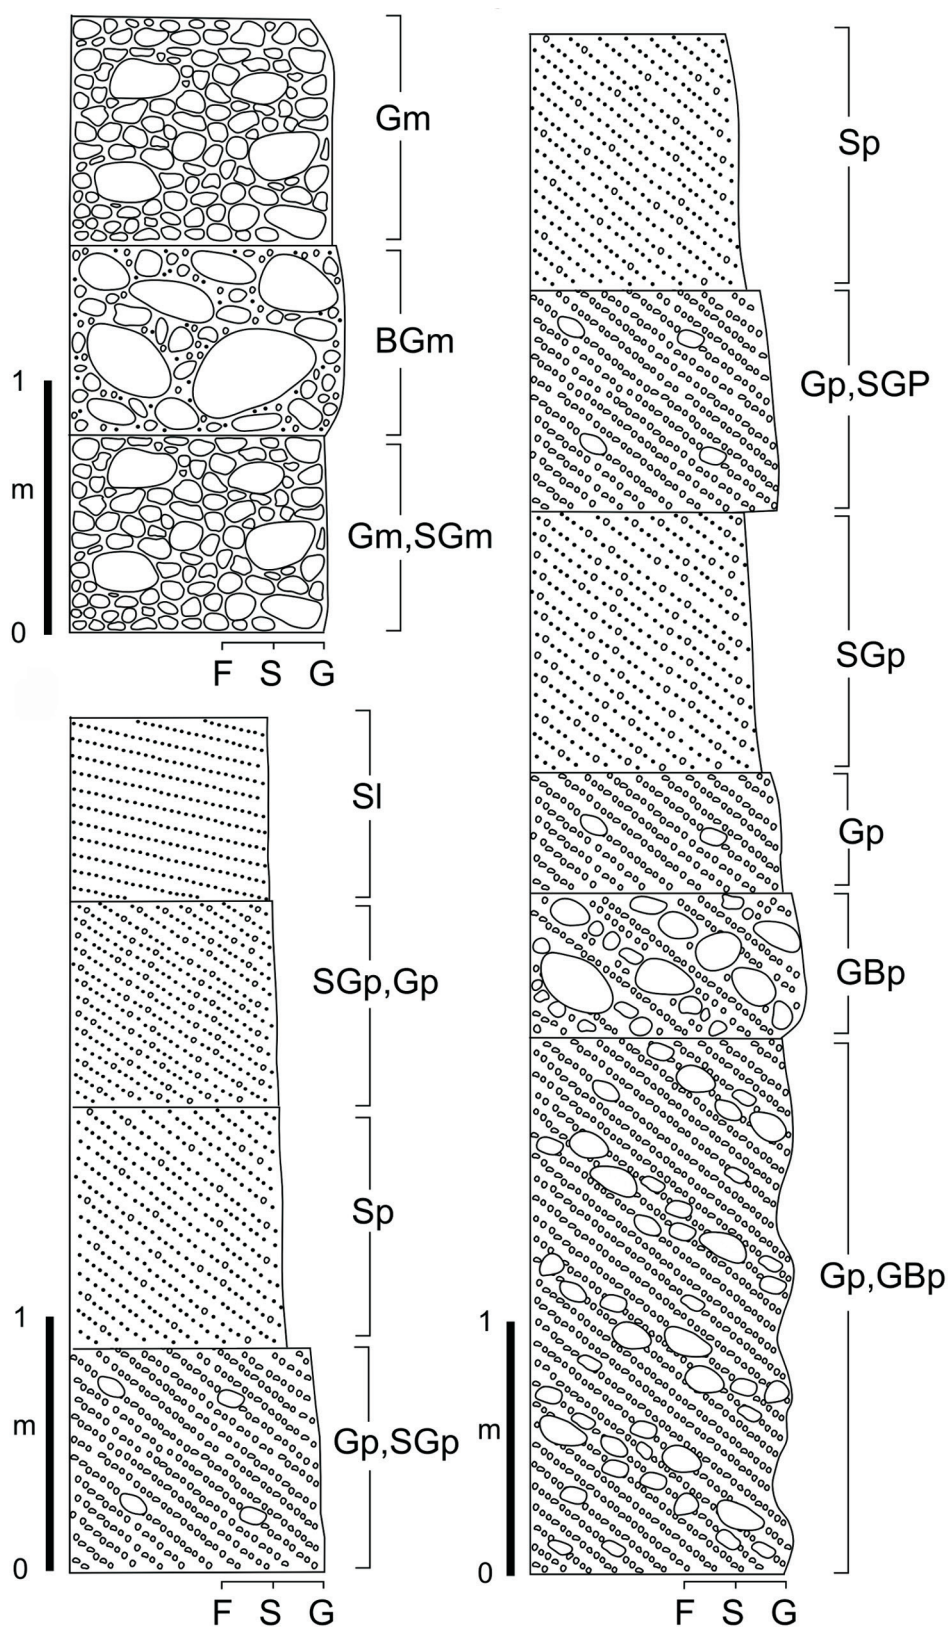 Gm
BGm
1
m
Gm,SGm
0
F S G
Sl
SGp,Gp
Sp
1
m
Gp,SGp
0
F S G
Sp
Gp,SGP
SGp
Gp
GBp
Gp,GBp
1
m
0
F S G